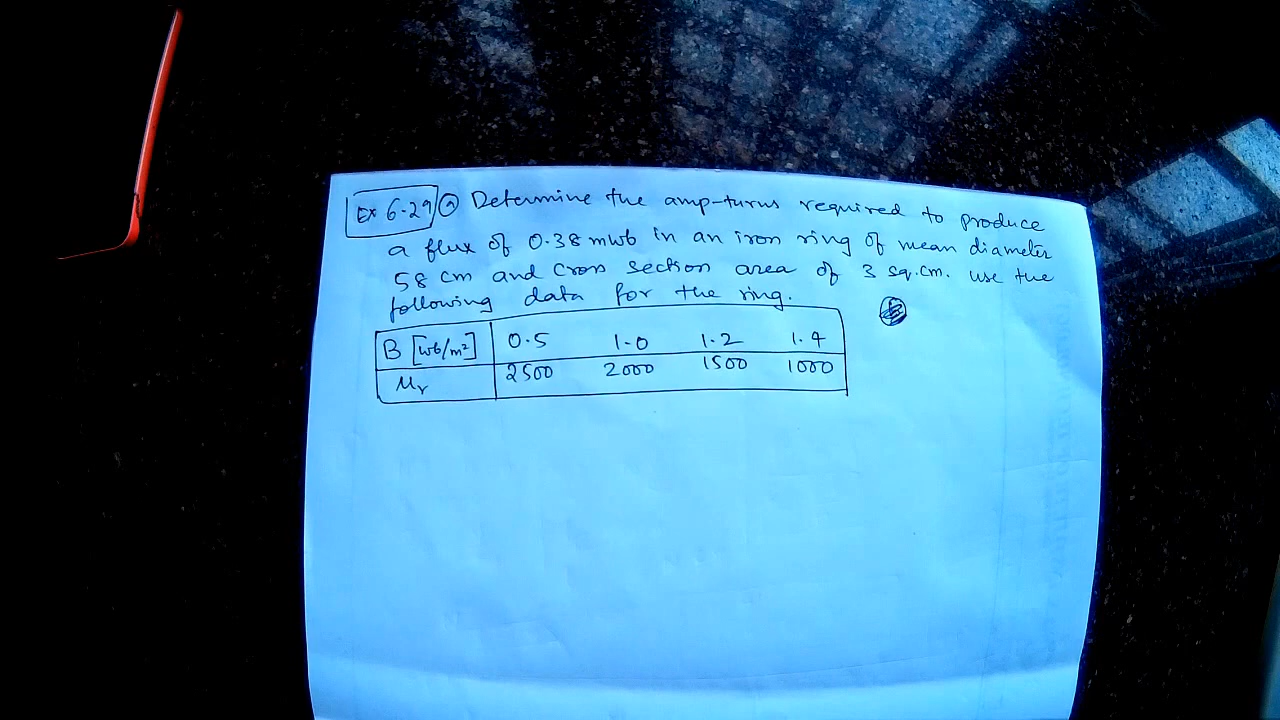 Ex 6.29 a Determine the amp-turns required to produce
a flux of 0.38 mwb in an iron ring of mean diameter
58 cm and cross section area of 3 sq.cm. use the
following data for the ring.
B [wb/m²] 0.5 1.0 1.2 1.4
μr 2500 2000 1500 1000